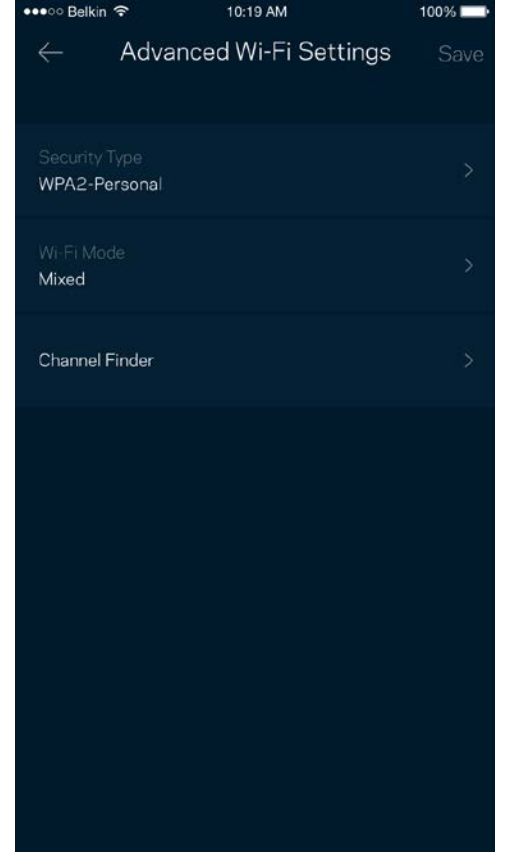 Belkin 10:19 AM 100%
Advanced Wi-Fi Settings Save
Security Type
WPA2-Personal
Wi-Fi Mode
Mixed
Channel Finder